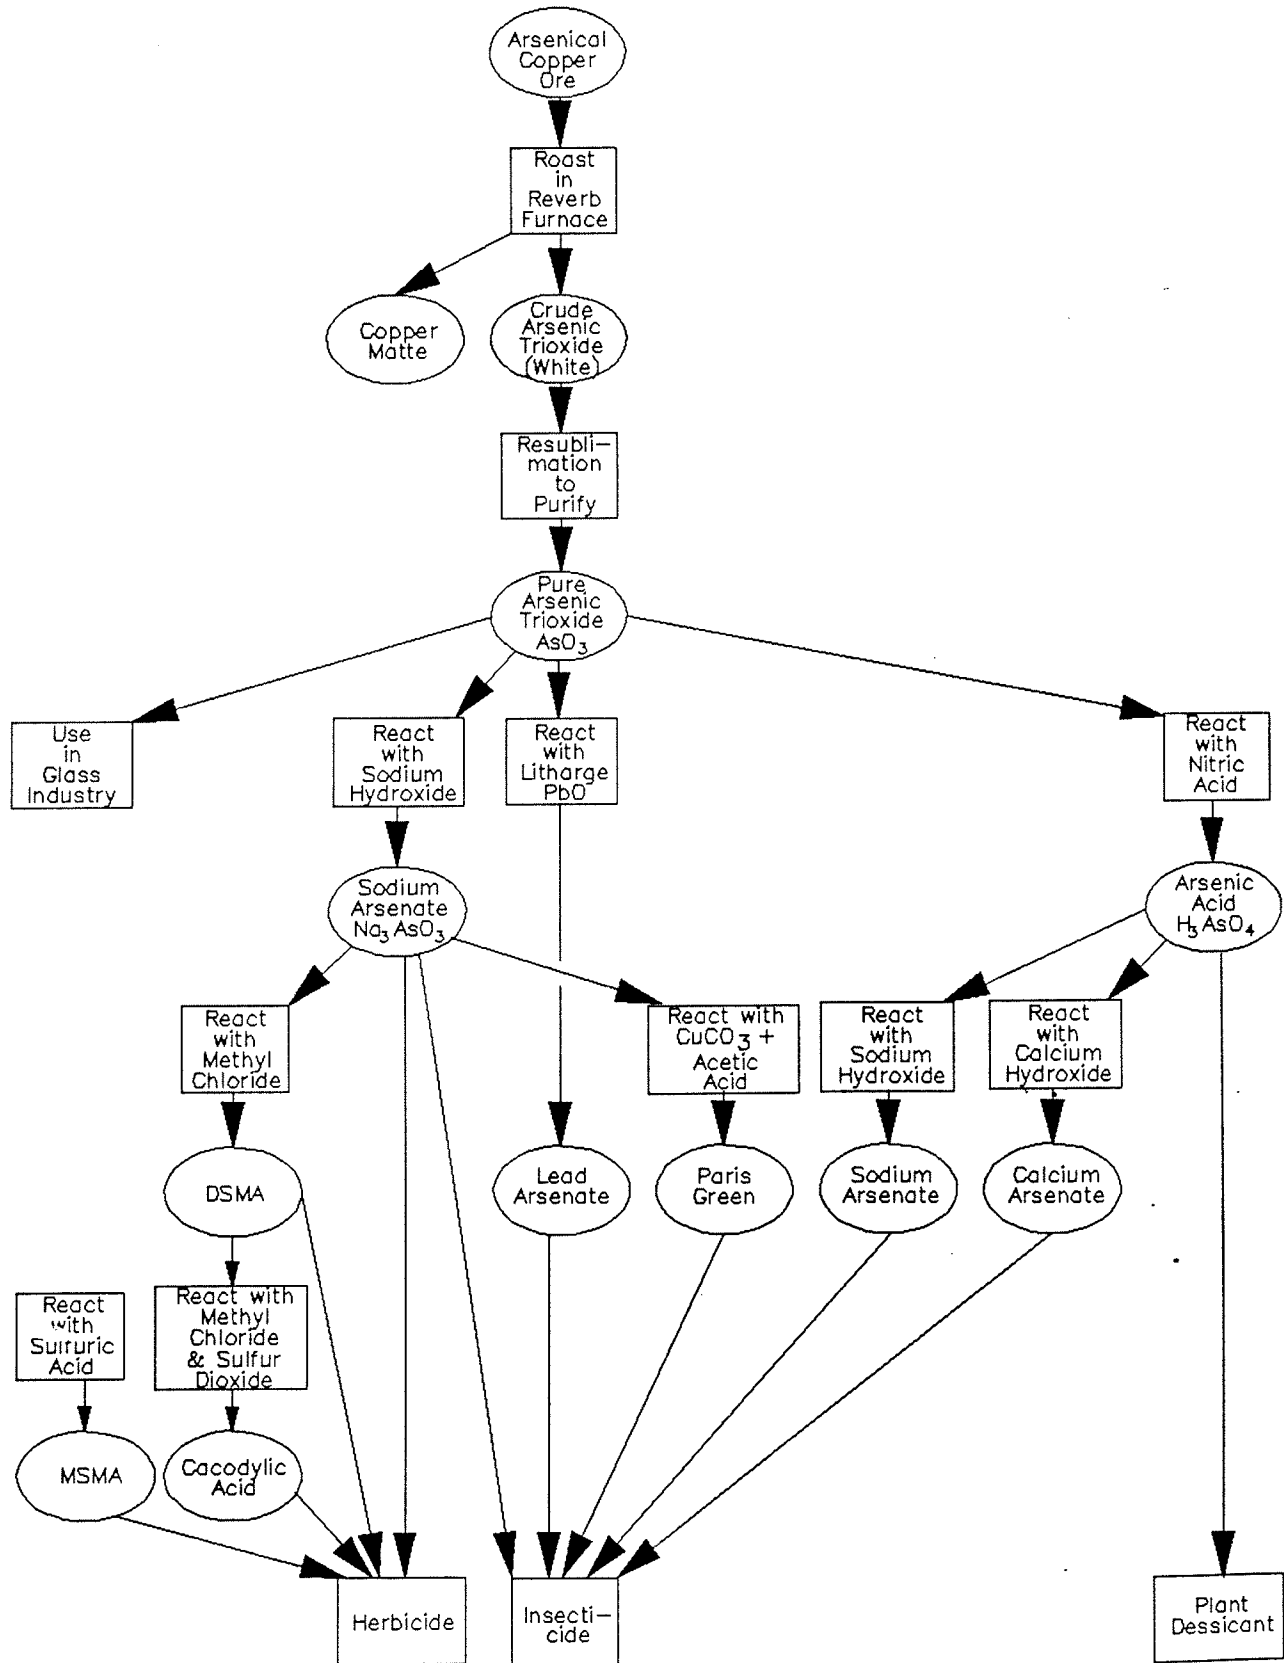 Arsenical
Copper
Ore
Roast
in
Reverb
Furnace
Copper
Matte
Crude
Arsenic
Trioxide
(White)
Resubli-
mation
to
Purify
Pure
Arsenic
Trioxide
AsO₃
Use
in
Glass
Industry
React
with
Sodium
Hydroxide
React
with
Litharge
PbO
React
with
Nitric
Acid
Sodium
Arsenate
Na₃AsO₃
Arsenic
Acid
H₃AsO₄
React
with
Methyl
Chloride
React with
CuCO₃ +
Acetic
Acid
React
with
Sodium
Hydroxide
React
with
Calcium
Hydroxide
DSMA
Lead
Arsenate
Paris
Green
Sodium
Arsenate
Calcium
Arsenate
React
with
Sulfuric
Acid
React with
Methyl
Chloride
& Sulfur
Dioxide
MSMA
Cacodylic
Acid
Herbicide
Insecti-
cide
Plant
Dessicant